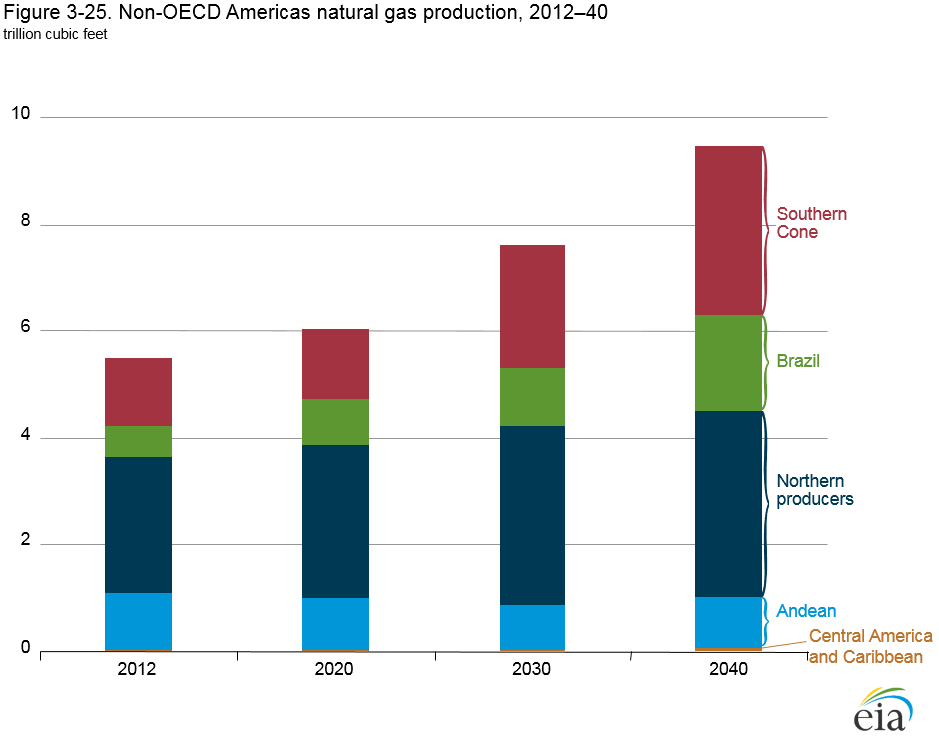 Figure 3-25. Non-OECD Americas natural gas production, 2012–40
trillion cubic feet
10
8
6
4
2
0
Southern
Cone
Brazil
Northern
producers
Andean
Central America
and Caribbean
2012
2020
2030
2040
eia